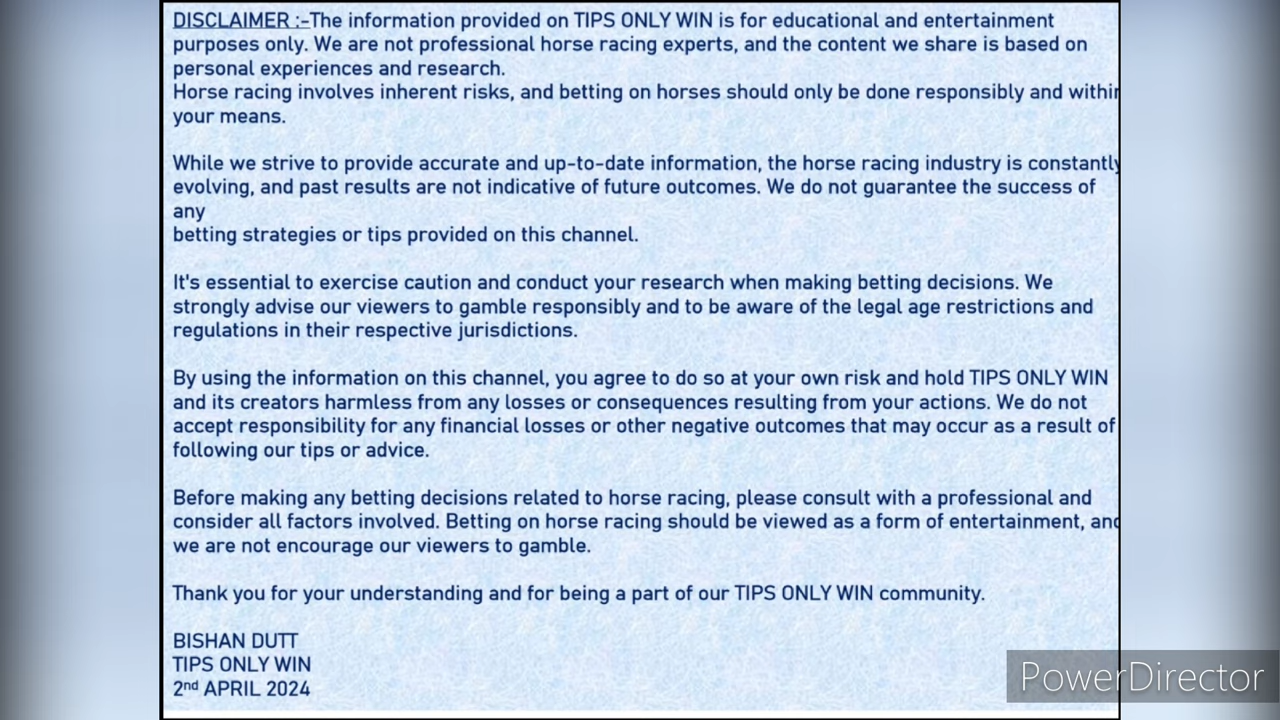 DISCLAIMER :-The information provided on TIPS ONLY WIN is for educational and entertainment
purposes only. We are not professional horse racing experts, and the content we share is based on
personal experiences and research.
Horse racing involves inherent risks, and betting on horses should only be done responsibly and within
your means.
While we strive to provide accurate and up-to-date information, the horse racing industry is constantly
evolving, and past results are not indicative of future outcomes. We do not guarantee the success of
any
betting strategies or tips provided on this channel.
It's essential to exercise caution and conduct your research when making betting decisions. We
strongly advise our viewers to gamble responsibly and to be aware of the legal age restrictions and
regulations in their respective jurisdictions.
By using the information on this channel, you agree to do so at your own risk and hold TIPS ONLY WIN
and its creators harmless from any losses or consequences resulting from your actions. We do not
accept responsibility for any financial losses or other negative outcomes that may occur as a result of
following our tips or advice.
Before making any betting decisions related to horse racing, please consult with a professional and
consider all factors involved. Betting on horse racing should be viewed as a form of entertainment, and
we are not encourage our viewers to gamble.
Thank you for your understanding and for being a part of our TIPS ONLY WIN community.
BISHAN DUTT
TIPS ONLY WIN
2nd APRIL 2024
PowerDirector